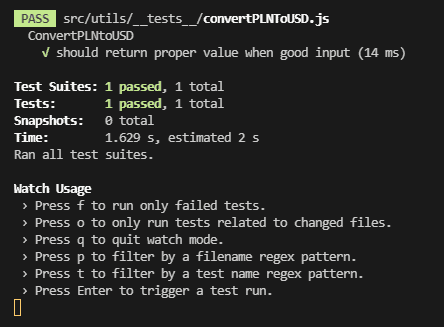 PASS src/utils/__tests__/convertPLNToUSD.js
ConvertPLNtoUSD
√ should return proper value when good input (14 ms)
Test Suites: 1 passed, 1 total
Tests: 1 passed, 1 total
Snapshots: 0 total
Time: 1.629 s, estimated 2 s
Ran all test suites.
Watch Usage
› Press f to run only failed tests.
› Press o to only run tests related to changed files.
› Press q to quit watch mode.
› Press p to filter by a filename regex pattern.
› Press t to filter by a test name regex pattern.
› Press Enter to trigger a test run.